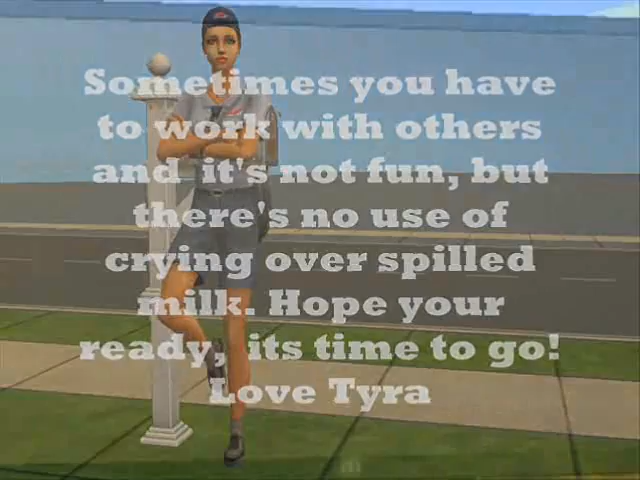 Sometimes you have
to work with others
and it's not fun, but
there's no use of
crying over spilled
milk. Hope your
ready, its time to go!
Love Tyra